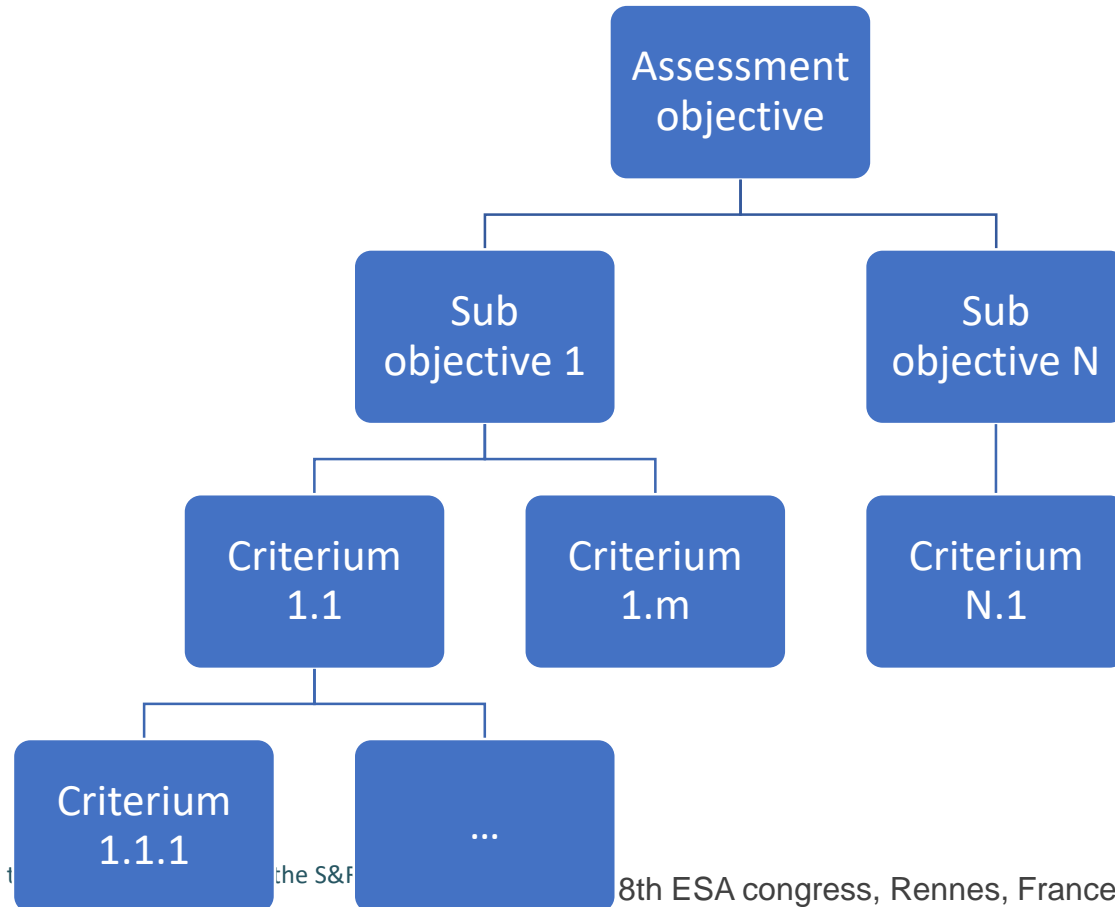 Assessment
objective
Sub
objective 1
Sub
objective N
Criterium
1.1
Criterium
1.m
Criterium
N.1
Criterium
1.1.1
...
the
8th ESA congress, Rennes, France